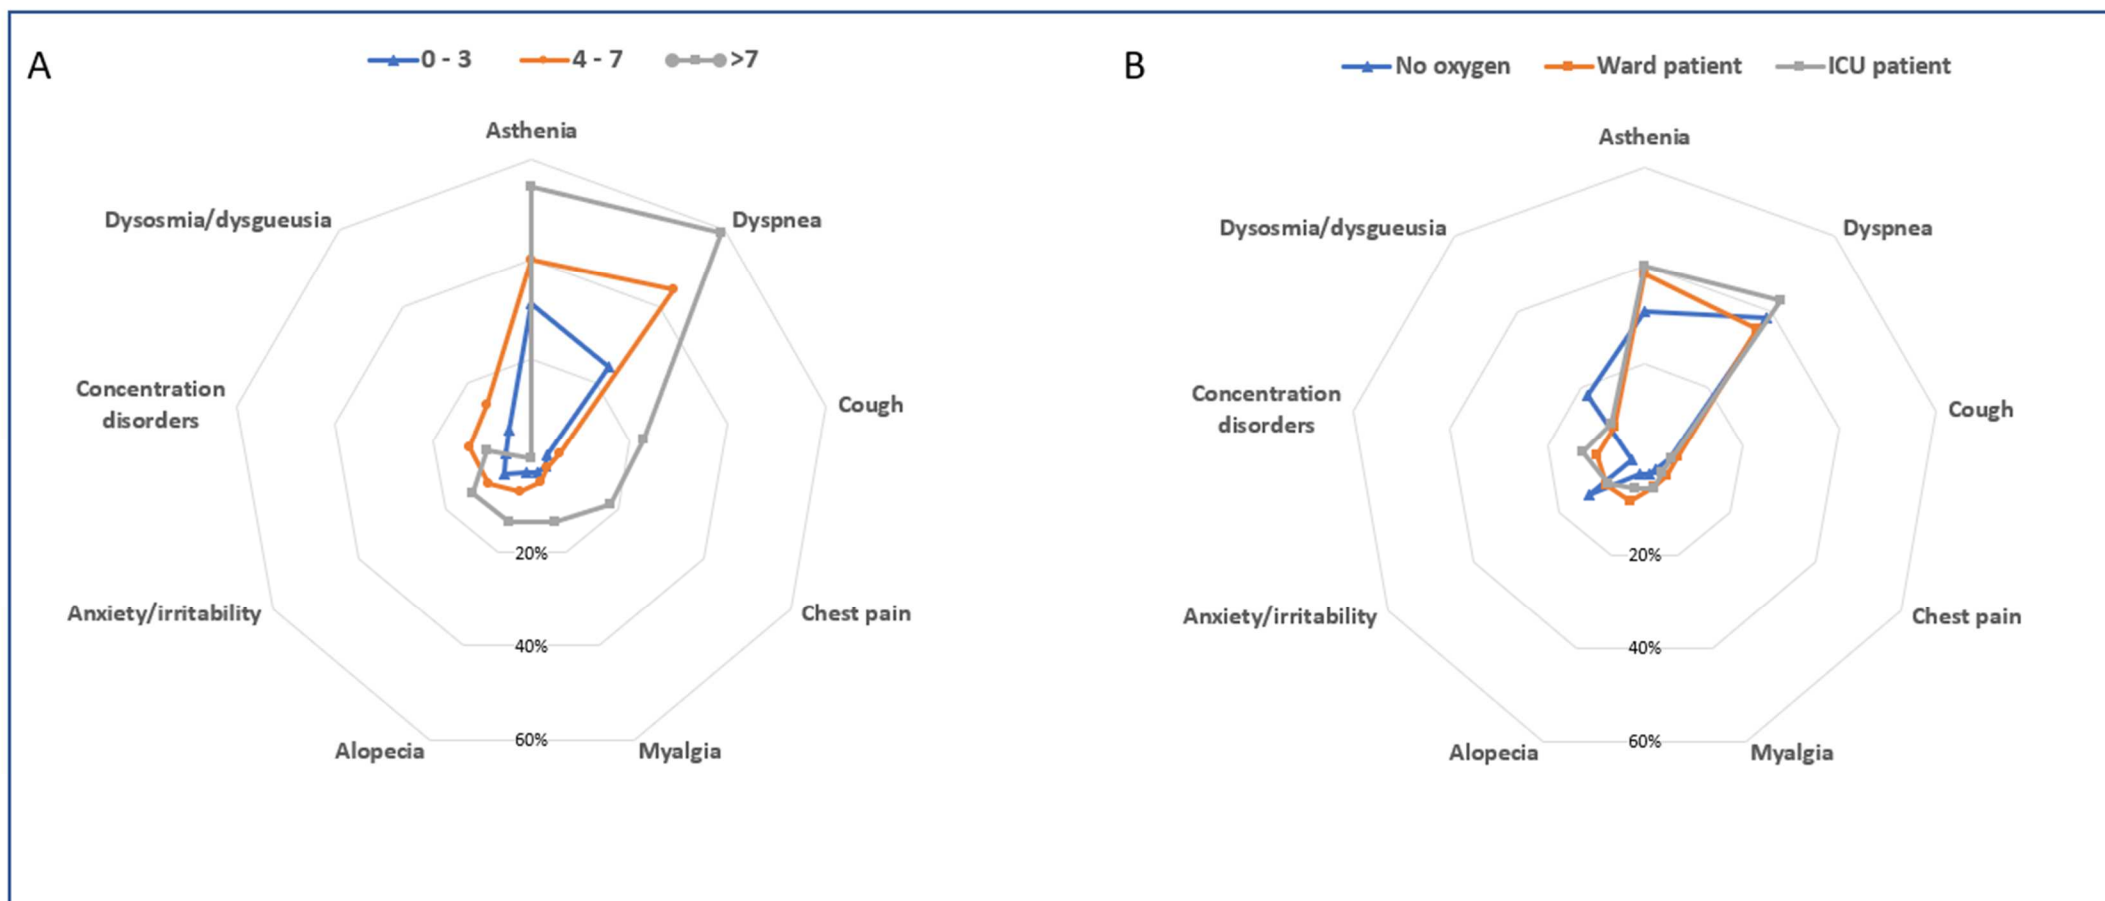 A
0 - 3
4 - 7
>7
Asthenia
Dysosmia/dysgueusia
Dyspnea
Concentration
disorders
Cough
20%
Anxiety/irritability
Chest pain
40%
60%
Alopecia
Myalgia
B
No oxygen
Ward patient
ICU patient
Asthenia
Dysosmia/dysgueusia
Dyspnea
Concentration
disorders
Cough
20%
Anxiety/irritability
Chest pain
40%
60%
Alopecia
Myalgia